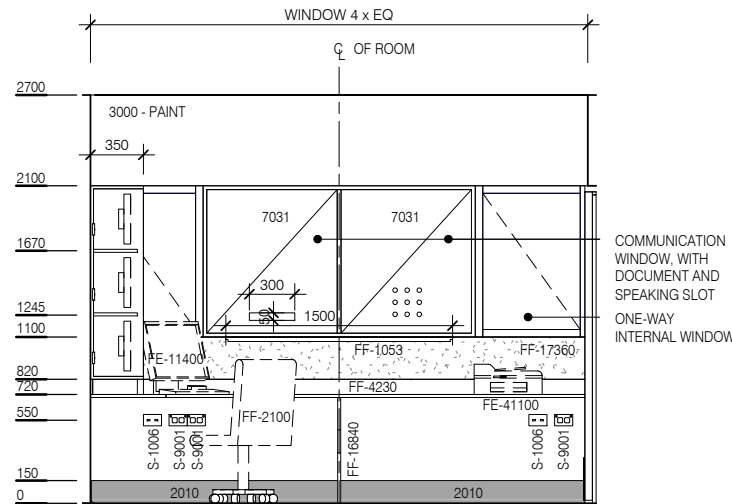 WINDOW 4 x EQ
℄ OF ROOM
2700
3000 - PAINT
350
2100
7031
7031
COMMUNICATION
WINDOW, WITH
DOCUMENT AND
SPEAKING SLOT
1670
300
1245
50
1500
ONE-WAY
INTERNAL WINDOW
1100
FE-11400
FF-1053
FF-17360
820
FF-4230
720
FE-41100
550
FF-2100
S-1006
S-9001
S-9001
FF-16840
S-1006
S-9001
150
2010
2010
0